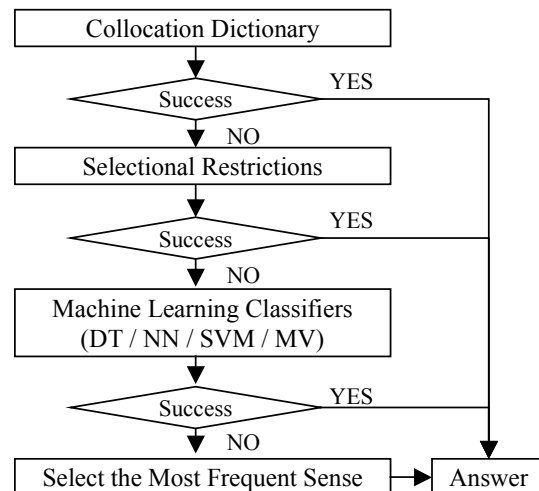 Collocation Dictionary
YES
Success
NO
Selectional Restrictions
YES
Success
NO
Machine Learning Classifiers
(DT / NN / SVM / MV)
YES
Success
NO
Select the Most Frequent Sense
Answer